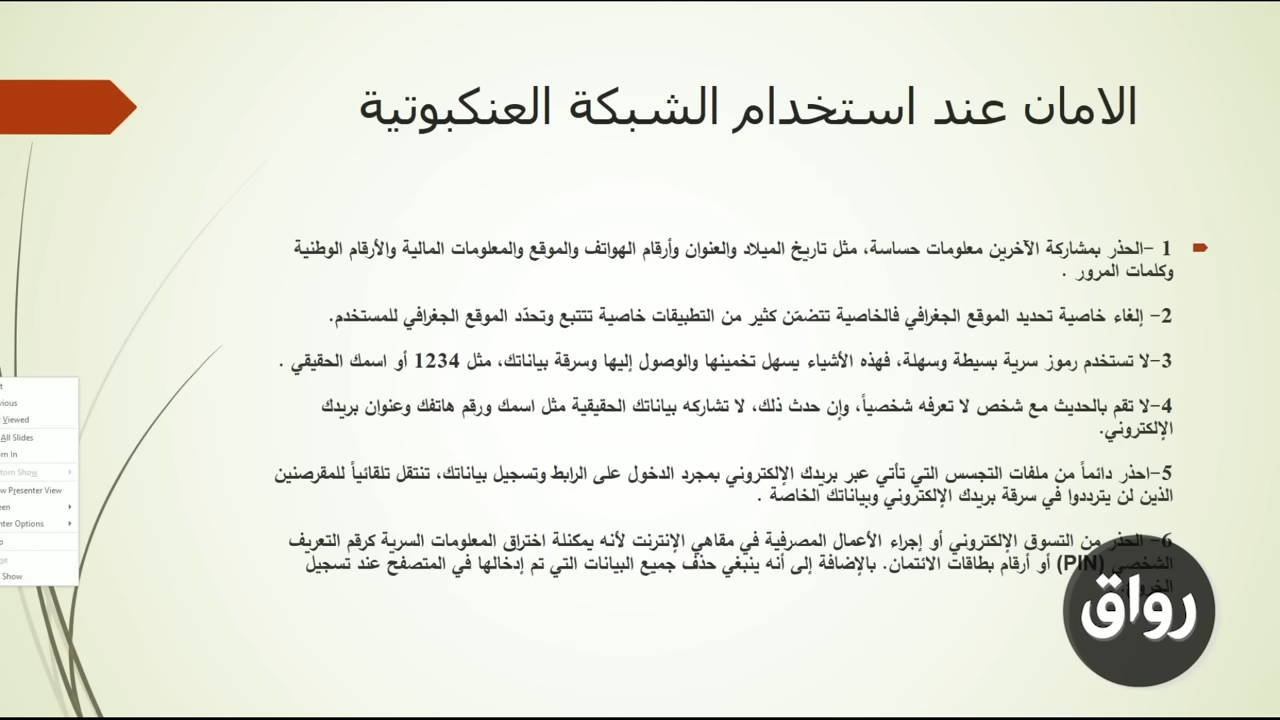 الامان عند استخدام الشبكة العنكبوتية
1 –الحذر بمشاركة الآخرين معلومات حساسة، مثل تاريخ الميلاد والعنوان وأرقام الهواتف والموقع والمعلومات المالية والأرقام الوطنية
وكلمات المرور .
2– إلغاء خاصية تحديد الموقع الجغرافي فالخاصية تتضمّن كثير من التطبيقات خاصية تتتبع وتحدّد الموقع الجغرافي للمستخدم.
3–لا تستخدم رموز سرية بسيطة وسهلة، فهذه الأشياء يسهل تخمينها والوصول إليها وسرقة بياناتك، مثل 1234 أو اسمك الحقيقي .
4–لا تقم بالحديث مع شخص لا تعرفه شخصياً، وإن حدث ذلك، لا تشاركه بياناتك الحقيقية مثل اسمك ورقم هاتفك وعنوان بريدك
الإلكتروني.
5–احذر دائماً من ملفات التجسس التي تأتي عبر بريدك الإلكتروني بمجرد الدخول على الرابط وتسجيل بياناتك، تنتقل تلقائياً للمقرصنين
الذين لن يترددوا في سرقة بريدك الإلكتروني وبياناتك الخاصة .
6– الحذر من التسوق الإلكتروني أو إجراء الأعمال المصرفية في مقاهي الإنترنت لأنه يمكنلة اختراق المعلومات السرية كرقم التعريف
الشخصي (PIN) أو أرقام بطاقات الائتمان. بالإضافة إلى أنه ينبغي حذف جميع البيانات التي تم إدخالها في المتصفح عند تسجيل
رواق
Viewed
All Slides
Show
Presenter View
Options
Show